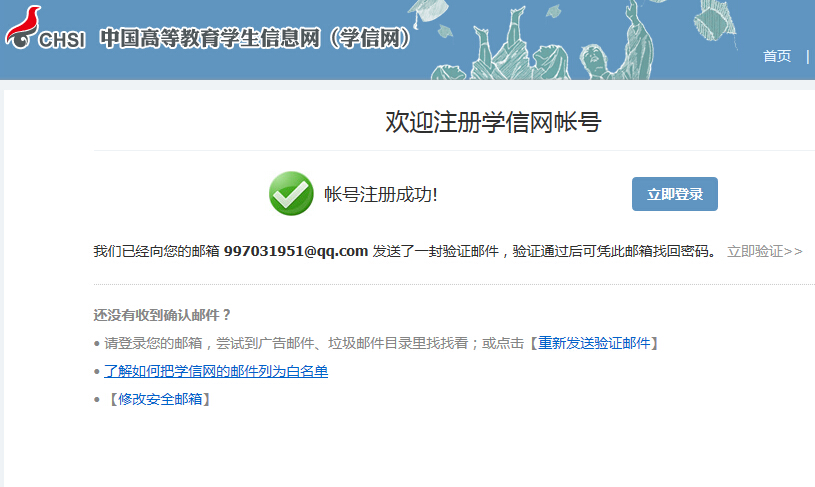 CHSI 中国高等教育学生信息网（学信网）
首页 |
欢迎注册学信网帐号
帐号注册成功!
立即登录
我们已经向您的邮箱 997031951@qq.com 发送了一封验证邮件，验证通过后可凭此邮箱找回密码。 立即验证>>
还没有收到确认邮件？
• 请登录您的邮箱，尝试到广告邮件、垃圾邮件目录里找找看；或点击【重新发送验证邮件】
• 了解如何把学信网的邮件列为白名单
• 【修改安全邮箱】